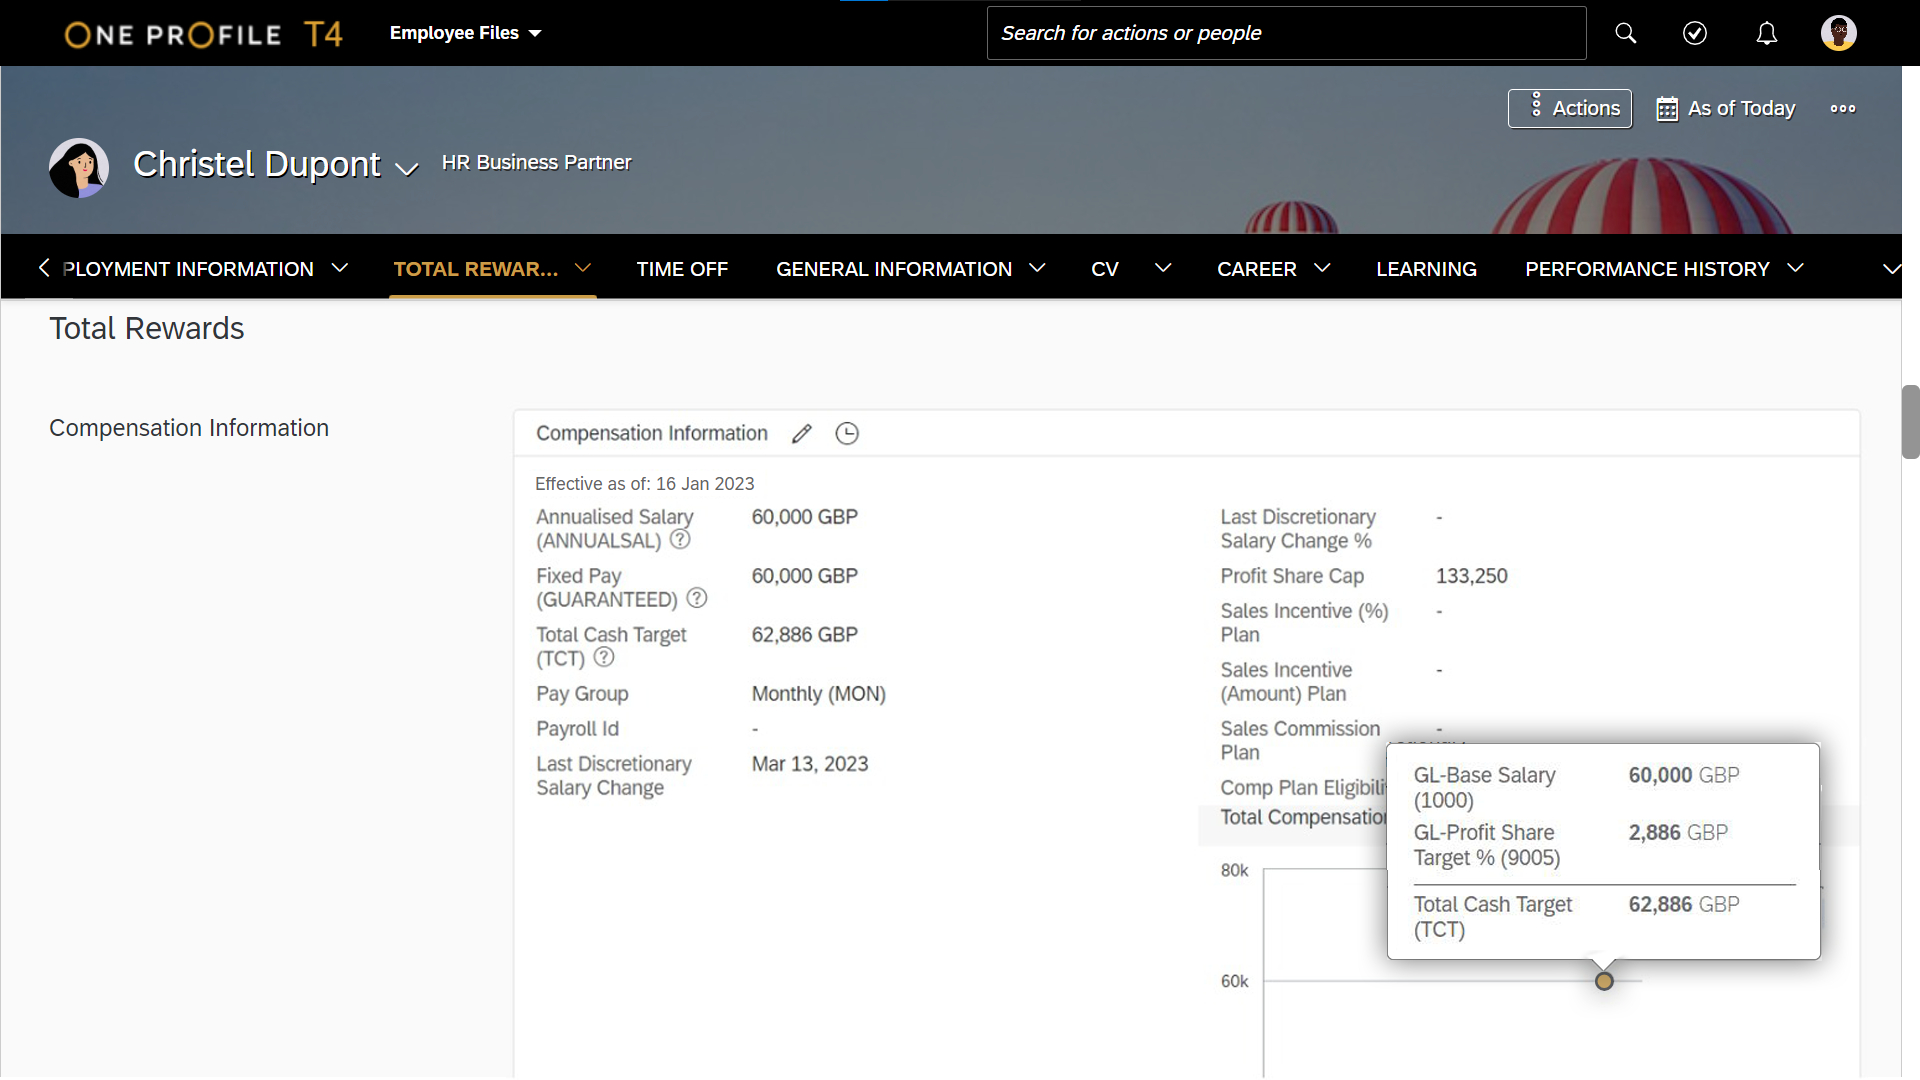 ONE PROFILE T4
Employee Files
Search for actions or people
Actions
As of Today
Christel Dupont
HR Business Partner
PLOYMENT INFORMATION
TOTAL REWAR...
TIME OFF
GENERAL INFORMATION
CV
CAREER
LEARNING
PERFORMANCE HISTORY
Total Rewards
Compensation Information
Compensation Information
Effective as of: 16 Jan 2023
Annualised Salary 60,000 GBP
(ANNUALSAL)
Fixed Pay 60,000 GBP
(GUARANTEED)
Total Cash Target 62,886 GBP
(TCT)
Pay Group Monthly (MON)
Payroll Id -
Last Discretionary Mar 13, 2023
Salary Change
Last Discretionary -
Salary Change %
Profit Share Cap 133,250
Sales Incentive (%) -
Plan
Sales Incentive -
(Amount) Plan
Sales Commission -
Plan
Comp Plan Eligibili
Total Compensation
GL-Base Salary 60,000 GBP
(1000)
GL-Profit Share 2,886 GBP
Target % (9005)
Total Cash Target 62,886 GBP
(TCT)
80k
60k